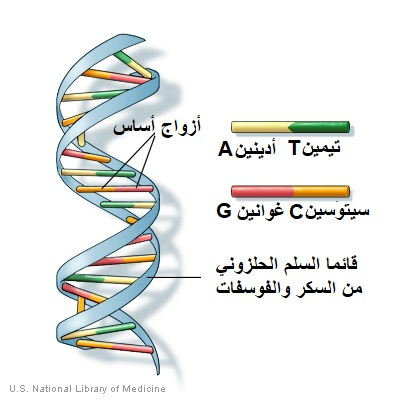 أزواج أساس
تيمين T أدينين A
سيتوسين C غوانين G
قائما السلم الحلزوني
من السكر والفوسفات
U.S. National Library of Medicine